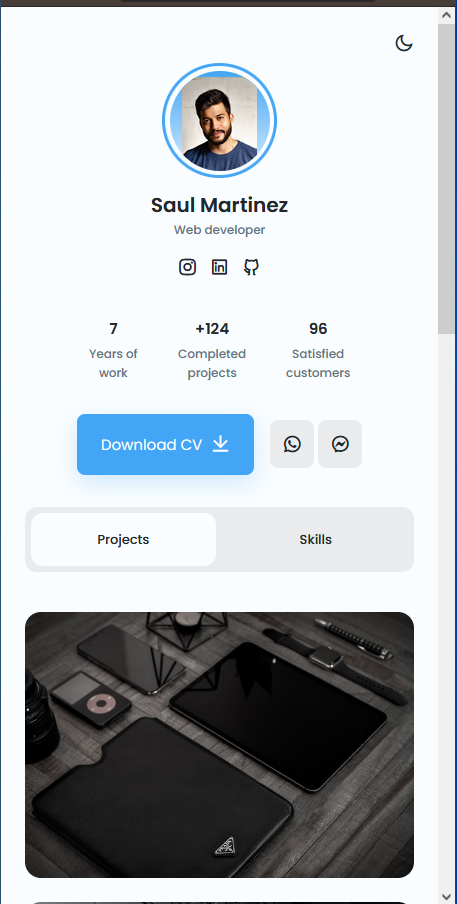 Saul Martinez
Web developer
7
Years of
work
+124
Completed
projects
96
Satisfied
customers
Download CV
Projects
Skills